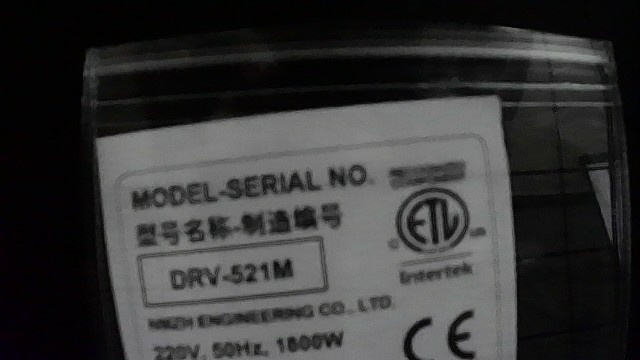 MODEL-SERIAL NO.
型号名称-制造编号
ETL
Intertek
DRV-521M
ENGINEERING CO., LTD.
220V, 50Hz, 1800W
CE